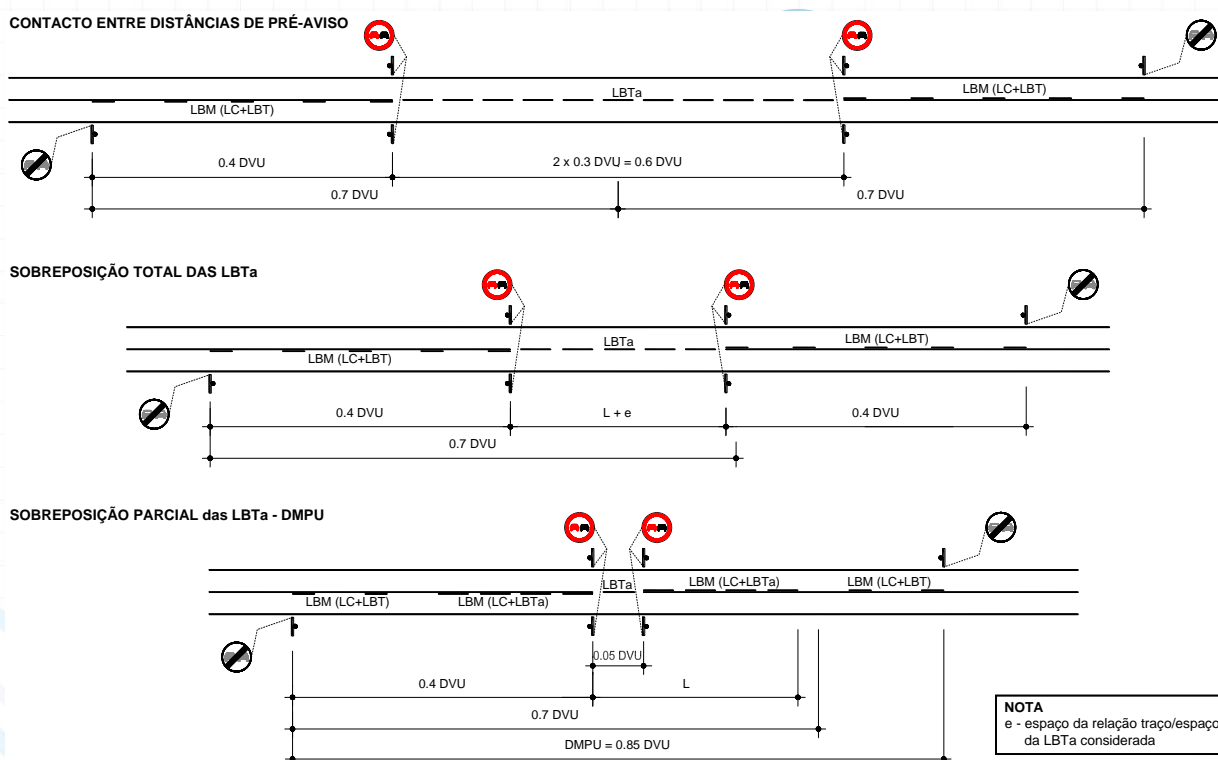 CONTACTO ENTRE DISTÂNCIAS DE PRÉ-AVISO
LBTa
LBM (LC+LBT)
LBM (LC+LBT)
0.4 DVU
2 x 0.3 DVU = 0.6 DVU
0.7 DVU
0.7 DVU
SOBREPOSIÇÃO TOTAL DAS LBTa
LBTa
LBM (LC+LBT)
LBM (LC+LBT)
0.4 DVU
L + e
0.4 DVU
0.7 DVU
SOBREPOSIÇÃO PARCIAL das LBTa - DMPU
LBTa
LBM (LC+LBTa)
LBM (LC+LBT)
LBM (LC+LBT)
LBM (LC+LBTa)
0.05 DVU
0.4 DVU
L
0.7 DVU
DMPU = 0.85 DVU
NOTA
e - espaço da relação traço/espaço
da LBTa considerada